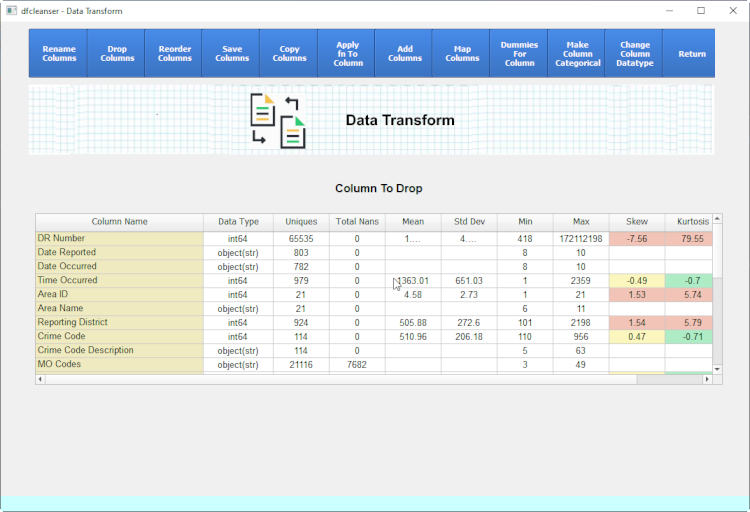 dfcleanser - Data Transform
Rename Columns Drop Columns Reorder Columns Save Columns Copy Columns Apply fn To Column Add Columns Map Columns Dummies For Column Make Column Categorical Change Column Datatype Return
Data Transform
Column To Drop
Column Name Data Type Uniques Total Nans Mean Std Dev Min Max Skew Kurtosis
DR Number int64 65535 0 1.... 4.... 418 172112198 -7.56 79.55
Date Reported object(str) 803 0 8 10
Date Occurred object(str) 782 0 8 10
Time Occurred int64 979 0 1363.01 651.03 1 2359 -0.49 -0.7
Area ID int64 21 0 4.58 2.73 1 21 1.53 5.74
Area Name object(str) 21 0 6 11
Reporting District int64 924 0 505.88 272.6 101 2198 1.54 5.79
Crime Code int64 114 0 510.96 206.18 110 956 0.47 -0.71
Crime Code Description object(str) 114 0 5 63
MO Codes object(str) 21116 7682 3 49